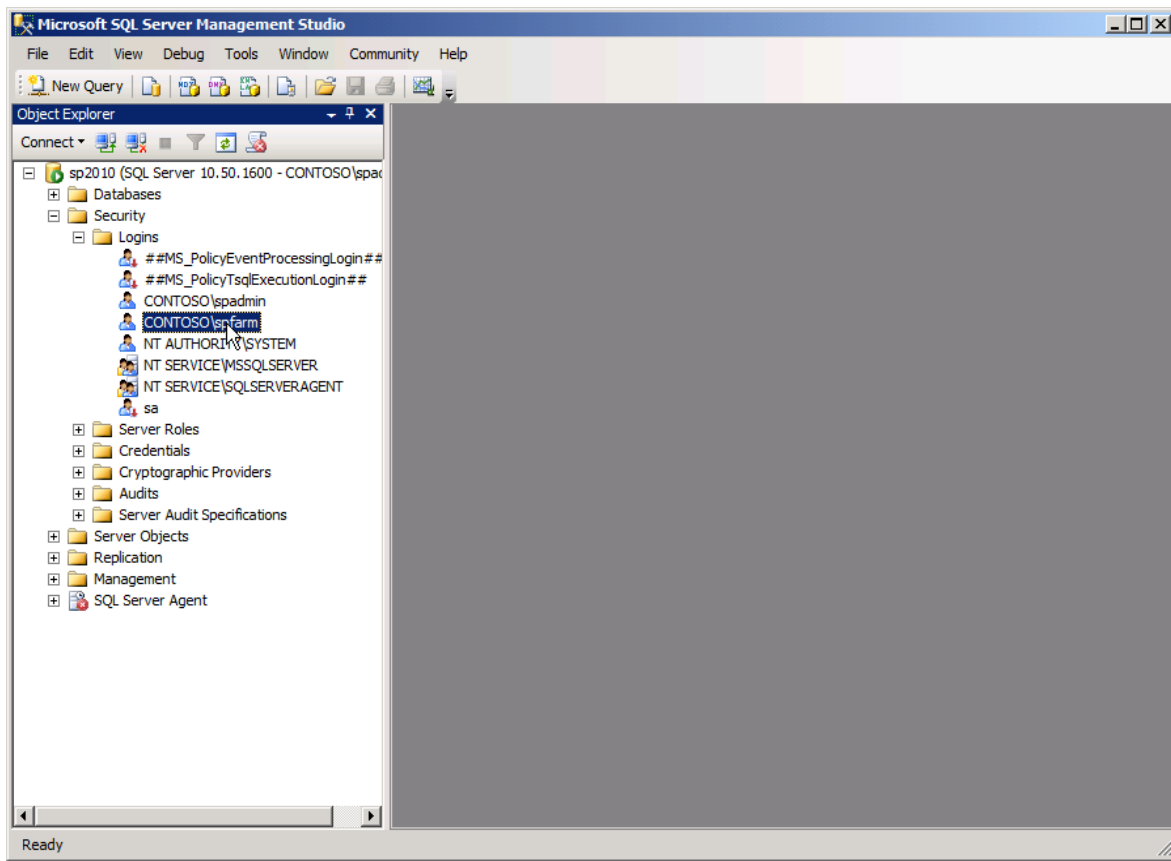 Microsoft SQL Server Management Studio
File Edit View Debug Tools Window Community Help
New Query
Object Explorer
Connect
sp2010 (SQL Server 10.50.1600 - CONTOSO\spad
Databases
Security
Logins
##MS_PolicyEventProcessingLogin##
##MS_PolicyTsqlExecutionLogin##
CONTOSO\spadmin
CONTOSO\spfarm
NT AUTHORITY\SYSTEM
NT SERVICE\MSSQLSERVER
NT SERVICE\SQLSERVERAGENT
sa
Server Roles
Credentials
Cryptographic Providers
Audits
Server Audit Specifications
Server Objects
Replication
Management
SQL Server Agent
Ready